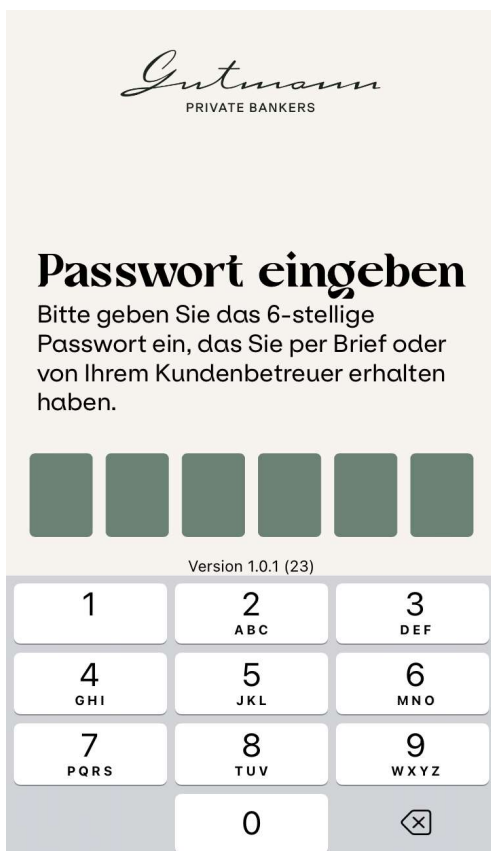 Gutmann
PRIVATE BANKERS
Passwort eingeben
Bitte geben Sie das 6-stellige
Passwort ein, das Sie per Brief oder
von Ihrem Kundenbetreuer erhalten
haben.
Version 1.0.1 (23)
1 2 3
ABC DEF
4 5 6
GHI JKL MNO
7 8 9
PQRS TUV WXYZ
0